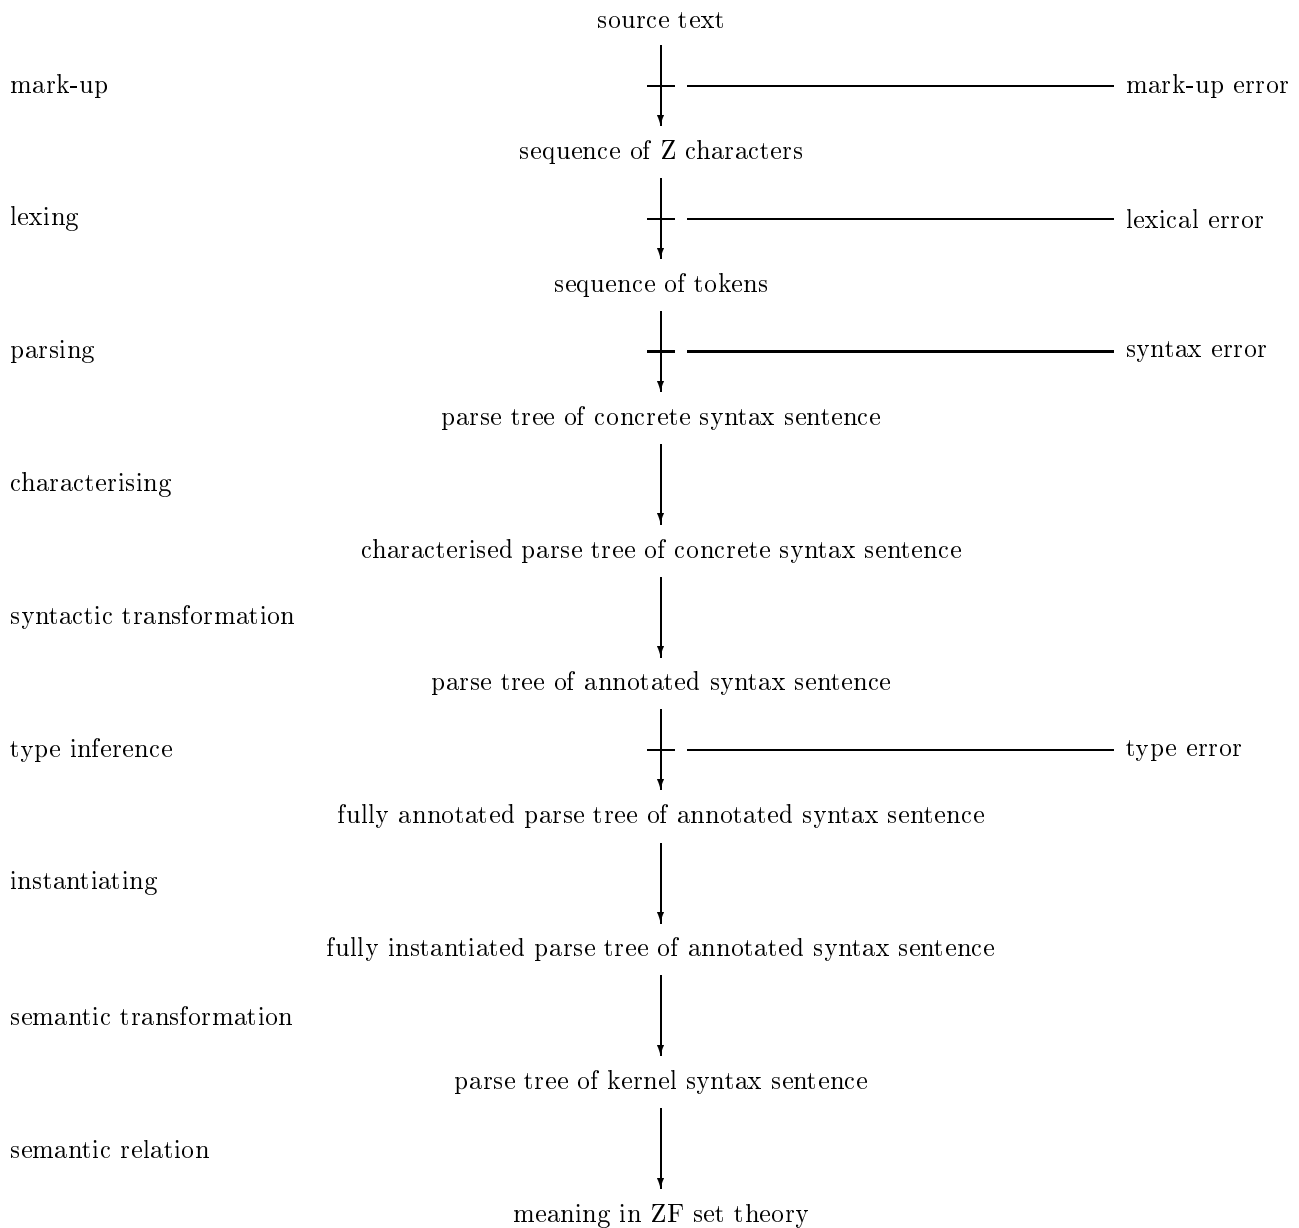 source text
mark-up
mark-up error
sequence of Z characters
lexing
lexical error
sequence of tokens
parsing
syntax error
parse tree of concrete syntax sentence
characterising
characterised parse tree of concrete syntax sentence
syntactic transformation
parse tree of annotated syntax sentence
type inference
type error
fully annotated parse tree of annotated syntax sentence
instantiating
fully instantiated parse tree of annotated syntax sentence
semantic transformation
parse tree of kernel syntax sentence
semantic relation
meaning in ZF set theory